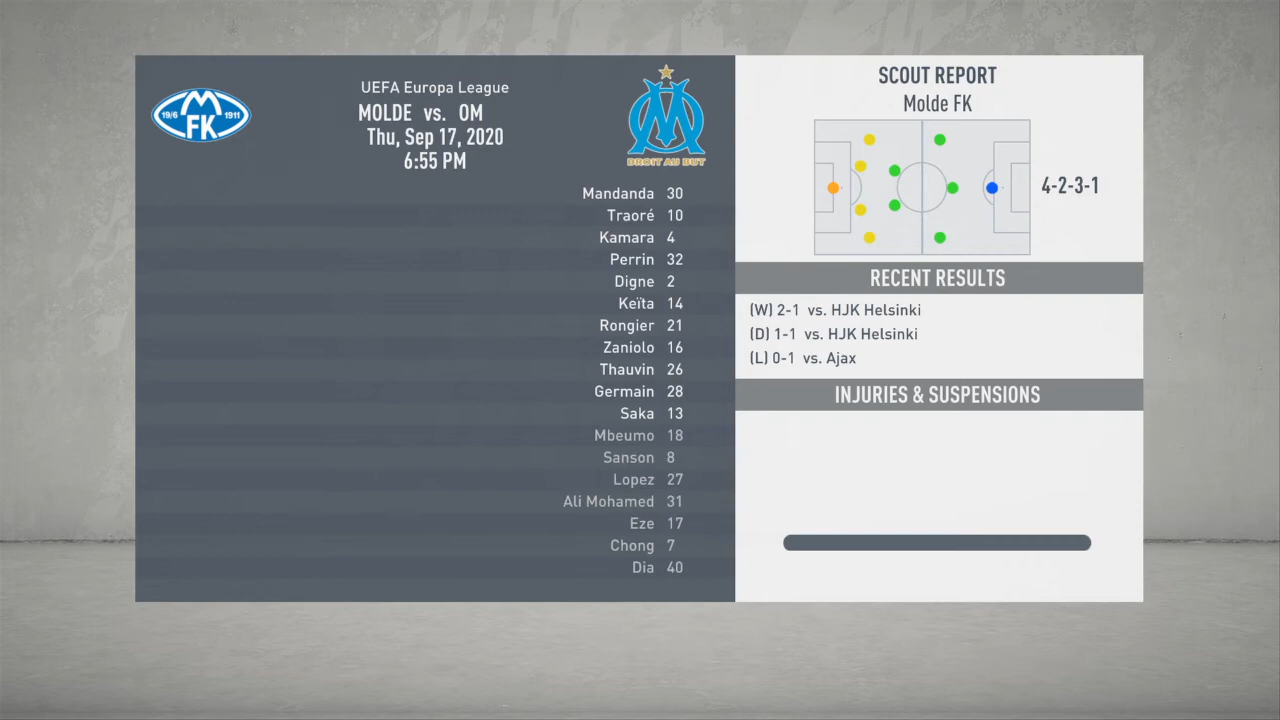 UEFA Europa League
MOLDE vs. OM
Thu, Sep 17, 2020
6:55 PM
M
19/6 1911
FK
M
DROIT AU BUT
Mandanda 30
Traoré 10
Kamara 4
Perrin 32
Digne 2
Keïta 14
Rongier 21
Zaniolo 16
Thauvin 26
Germain 28
Saka 13
Mbeumo 18
Sanson 8
Lopez 27
Ali Mohamed 31
Eze 17
Chong 7
Dia 40
SCOUT REPORT
Molde FK
4-2-3-1
RECENT RESULTS
(W) 2-1 vs. HJK Helsinki
(D) 1-1 vs. HJK Helsinki
(L) 0-1 vs. Ajax
INJURIES & SUSPENSIONS